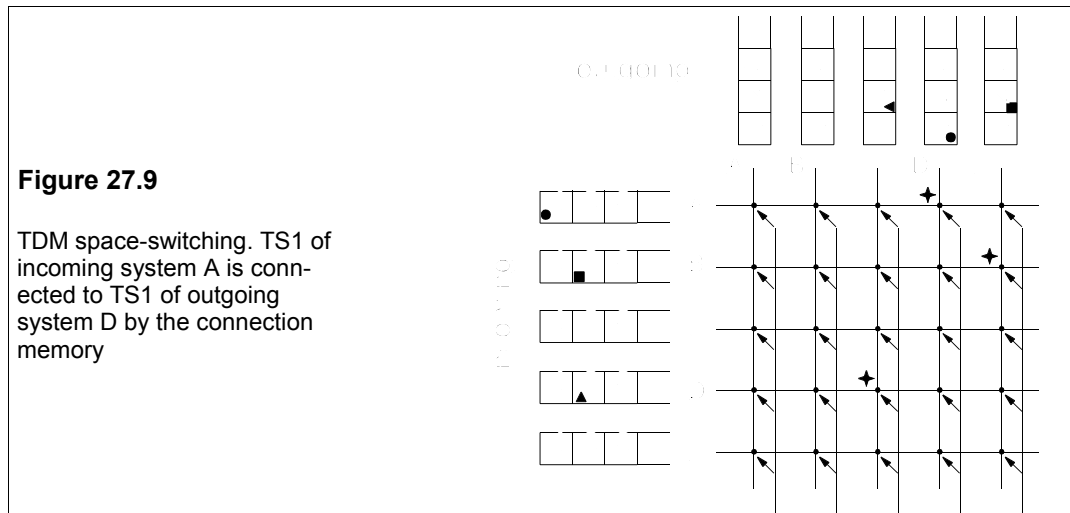 Figure 27.9
TDM space-switching. TS1 of
incoming system A is conn-
ected to TS1 of outgoing
system D by the connection
memory